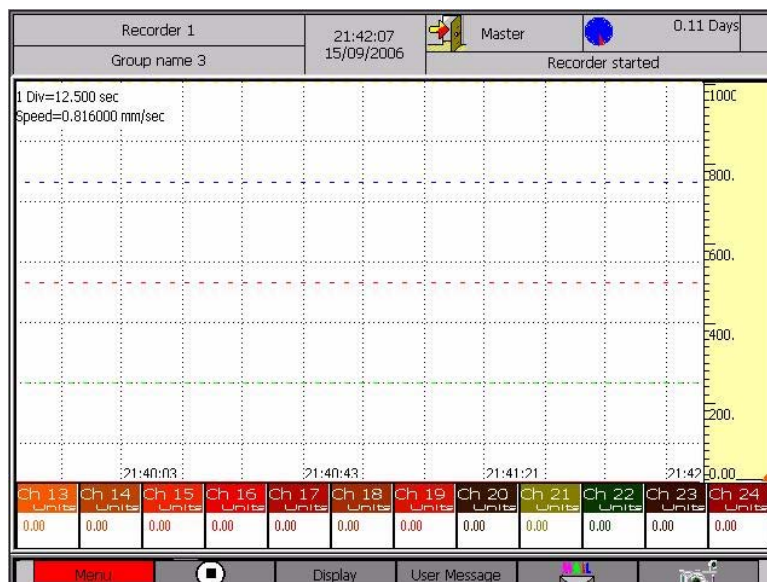 Recorder 1
21:42:07
15/09/2006
Master
0.11 Days
Group name 3
Recorder started
1 Div=12.500 sec
Speed=0.816000 mm/sec
800.
600.
400.
200.
0.00
21:40:03
21:40:43
21:41:21
21:42
Ch 13 Ch 14 Ch 15 Ch 16 Ch 17 Ch 18 Ch 19 Ch 20 Ch 21 Ch 22 Ch 23 Ch 24
Units Units Units Units Units Units Units Units Units Units Units Units
0.00 0.00 0.00 0.00 0.00 0.00 0.00 0.00 0.00 0.00 0.00 0.00
Menu Display User Message MAIL